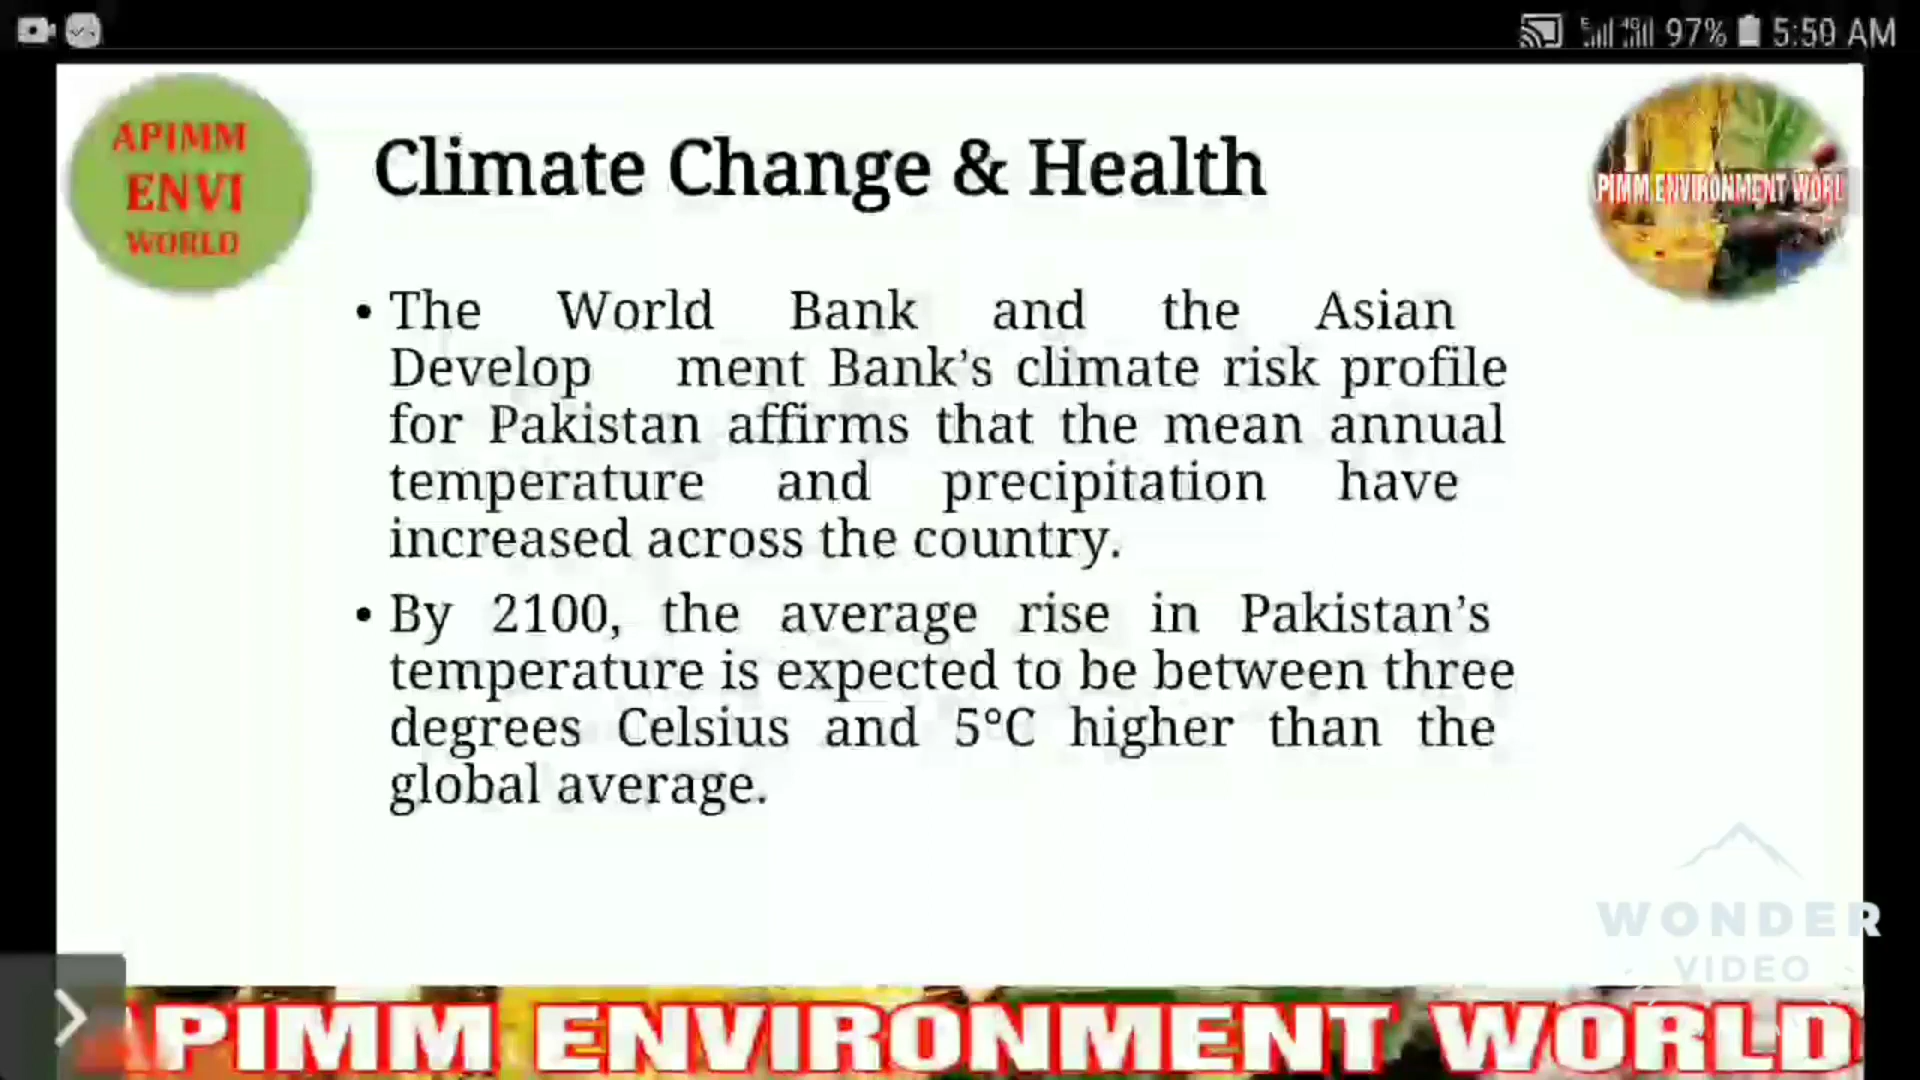 97% 5:50 AM
APIMM
ENVI
WORLD
Climate Change & Health
PIMM ENVIRONMENT WORL
• The World Bank and the Asian
Develop ment Bank’s climate risk profile
for Pakistan affirms that the mean annual
temperature and precipitation have
increased across the country.
• By 2100, the average rise in Pakistan’s
temperature is expected to be between three
degrees Celsius and 5°C higher than the
global average.
WONDER
VIDEO
APIMM ENVIRONMENT WORLD